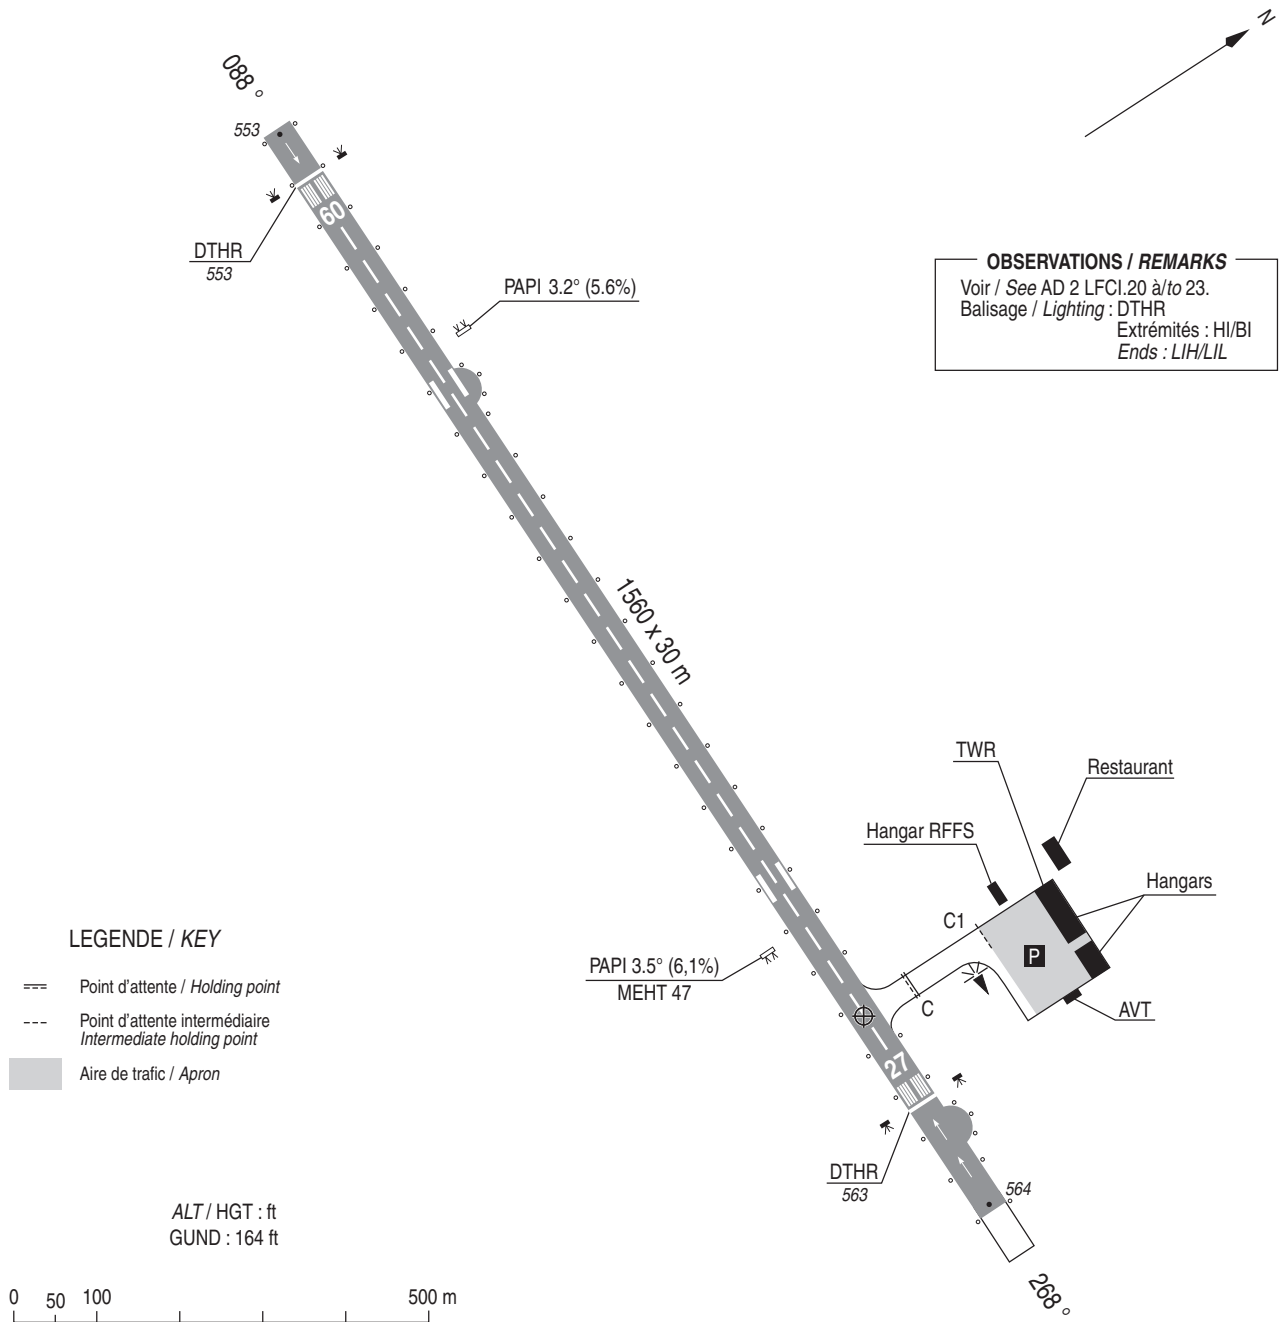 N
088 °
553
DTHR
553
09
PAPI 3.2° (5.6%)
OBSERVATIONS / REMARKS
Voir / See AD 2 LFCI.20 à/to 23.
Balisage / Lighting : DTHR
Extrémités : HI/BI
Ends : LIH/LIL
1560 x 30 m
TWR
Restaurant
Hangar RFFS
Hangars
C1
P
C
AVT
PAPI 3.5° (6,1%)
MEHT 47
27
DTHR
563
564
268 °
LEGENDE / KEY
Point d'attente / Holding point
Point d'attente intermédiaire
Intermediate holding point
Aire de trafic / Apron
ALT / HGT : ft
GUND : 164 ft
0 50 100 500 m